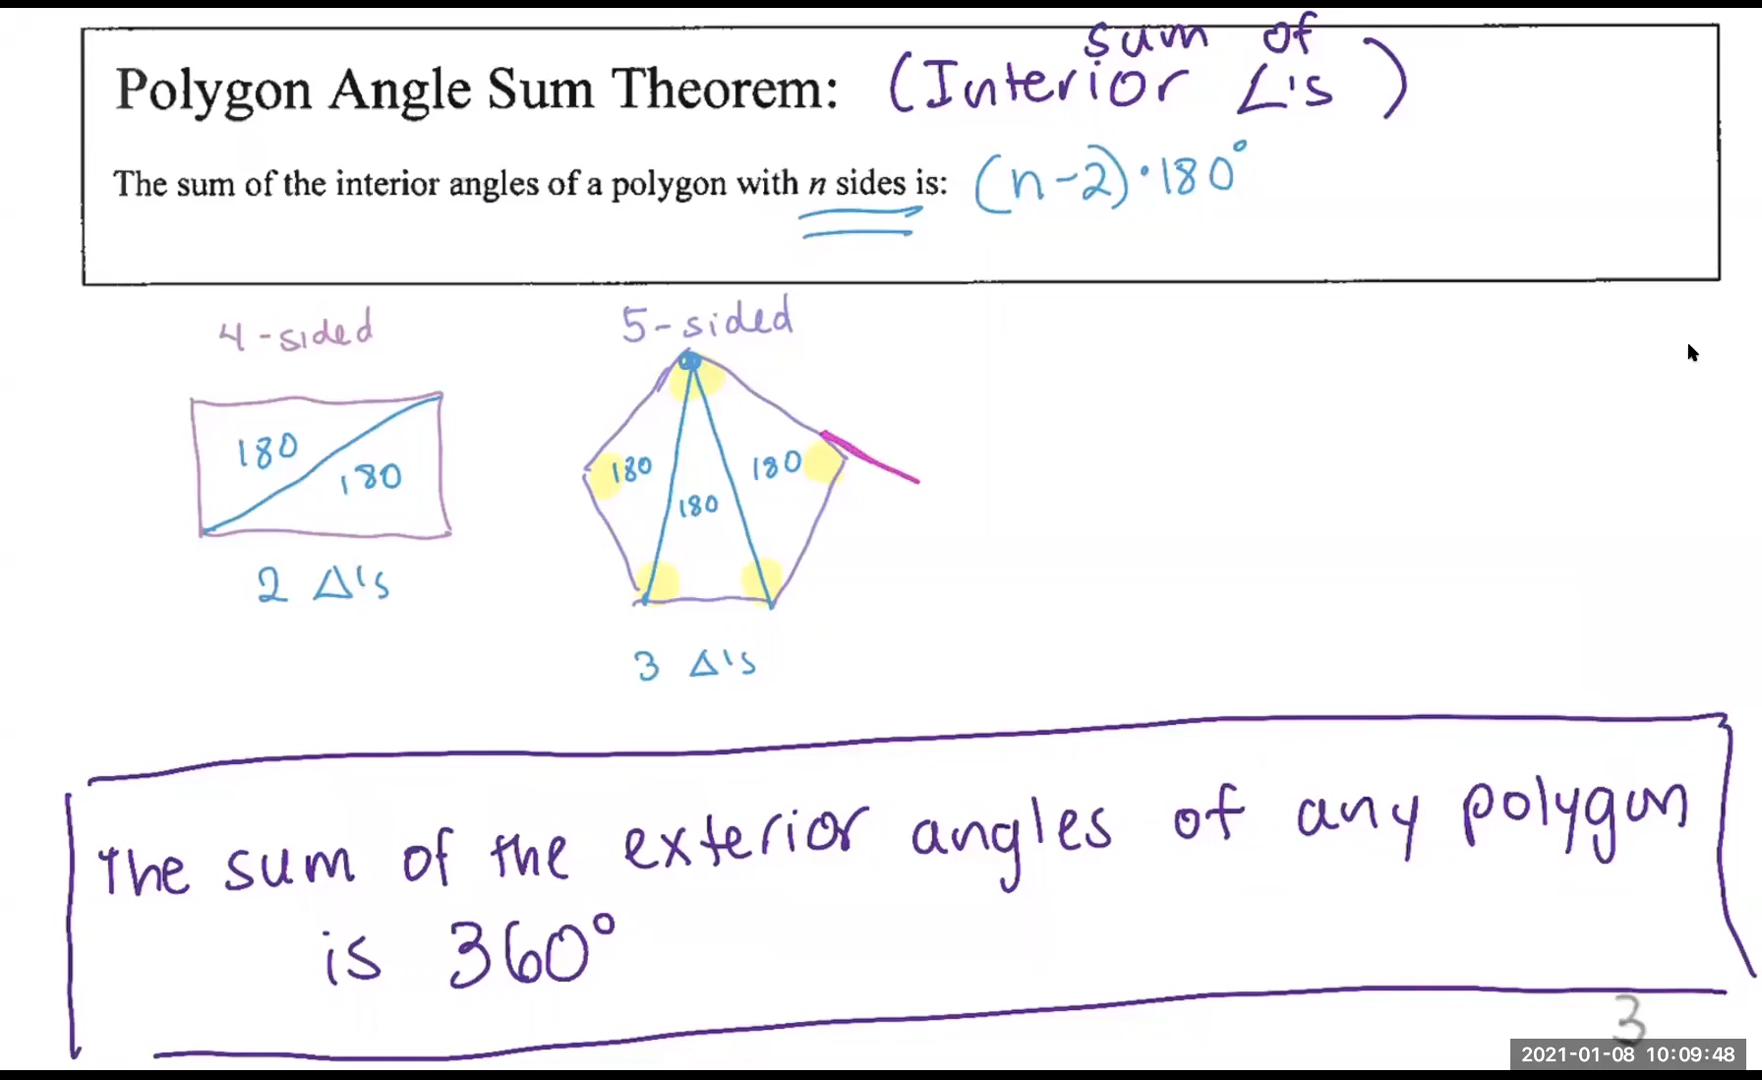 sum of
Polygon Angle Sum Theorem: (Interior ∠'s)
The sum of the interior angles of a polygon with n sides is: (n-2)·180°
4-sided
5-sided
180
180
180
180
180
2 Δ's
3 Δ's
The sum of the exterior angles of any polygon
is 360°
3
2021-01-08 10:09:48